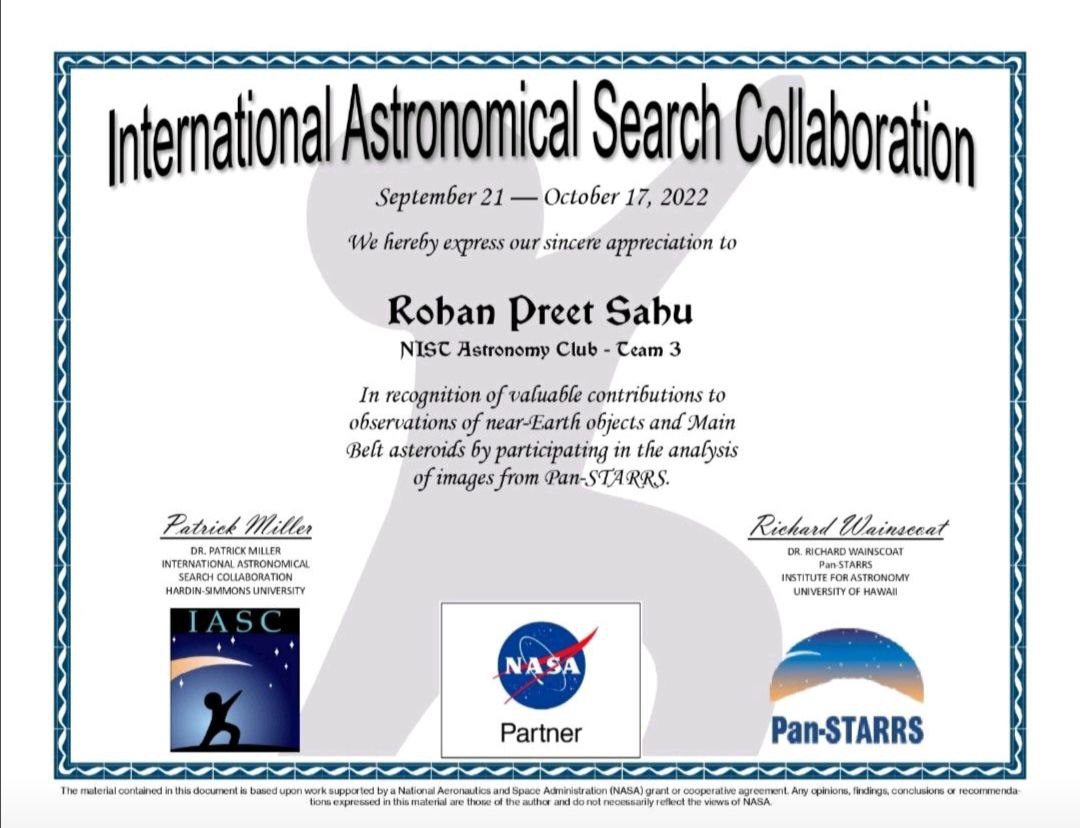 International Astronomical Search Collaboration
September 21 — October 17, 2022
We hereby express our sincere appreciation to
Rohan Preet Sahu
NIST Astronomy Club - Team 3
In recognition of valuable contributions to
observations of near-Earth objects and Main
Belt asteroids by participating in the analysis
of images from Pan-STARRS.
Patrick Miller
DR. PATRICK MILLER
INTERNATIONAL ASTRONOMICAL
SEARCH COLLABORATION
HARDIN-SIMMONS UNIVERSITY
Richard Wainscoat
DR. RICHARD WAINSCOAT
Pan-STARRS
INSTITUTE FOR ASTRONOMY
UNIVERSITY OF HAWAII
IASC
NASA
Partner
Pan-STARRS
The material contained in this document is based upon work supported by a National Aeronautics and Space Administration (NASA) grant or cooperative agreement. Any opinions, findings, conclusions or recommenda-
tions expressed in this material are those of the author and do not necessarily reflect the views of NASA.